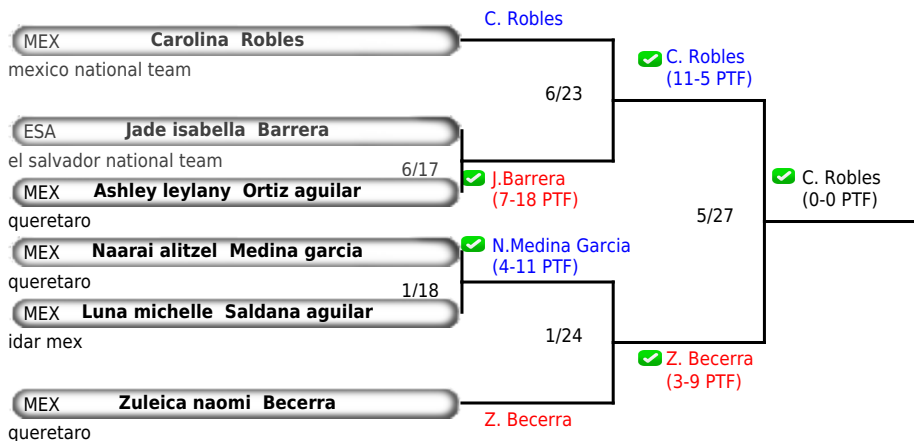 C. Robles
MEX Carolina Robles
mexico national team
C. Robles
(11-5 PTF)
6/23
ESA Jade isabella Barrera
el salvador national team
6/17
MEX Ashley leylany Ortiz aguilar
queretaro
J.Barrera
(7-18 PTF)
C. Robles
(0-0 PTF)
5/27
MEX Naarai alitzel Medina garcia
queretaro
N.Medina Garcia
(4-11 PTF)
1/18
MEX Luna michelle Saldana aguilar
idar mex
1/24
Z. Becerra
(3-9 PTF)
MEX Zuleica naomi Becerra
queretaro
Z. Becerra